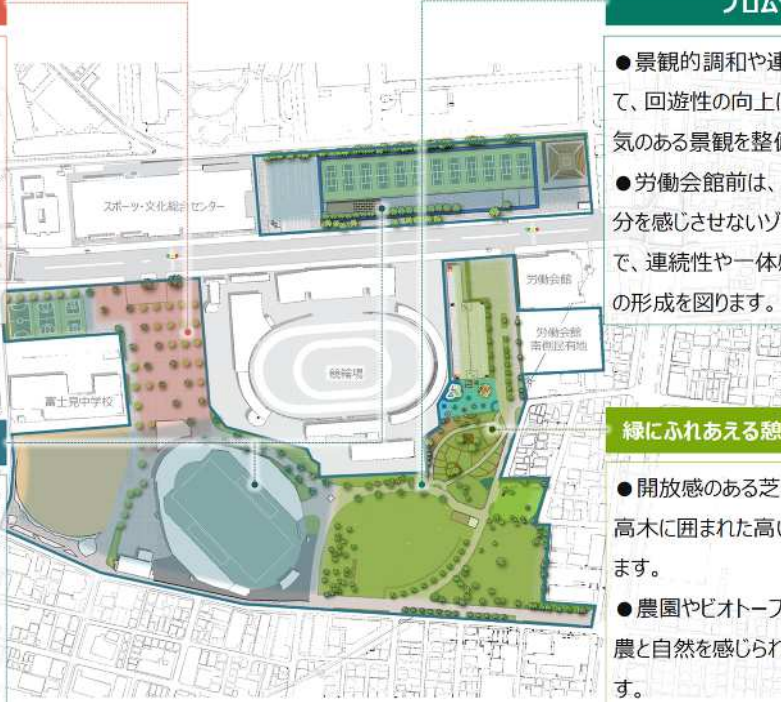 プロム
●景観的調和や連
て、回遊性の向上に
気のある景観を整備
●労働会館前は、
分を感じさせないゾ
で、連続性や一体感
の形成を図ります。
スポーツ・文化総合センター
労働会館
労働会館
南側区有地
競輪場
富士見中学校
緑にふれあえる憩
●開放感のある芝
高木に囲まれた高い
ます。
●農園やビオトープ
農と自然を感じられ
す。